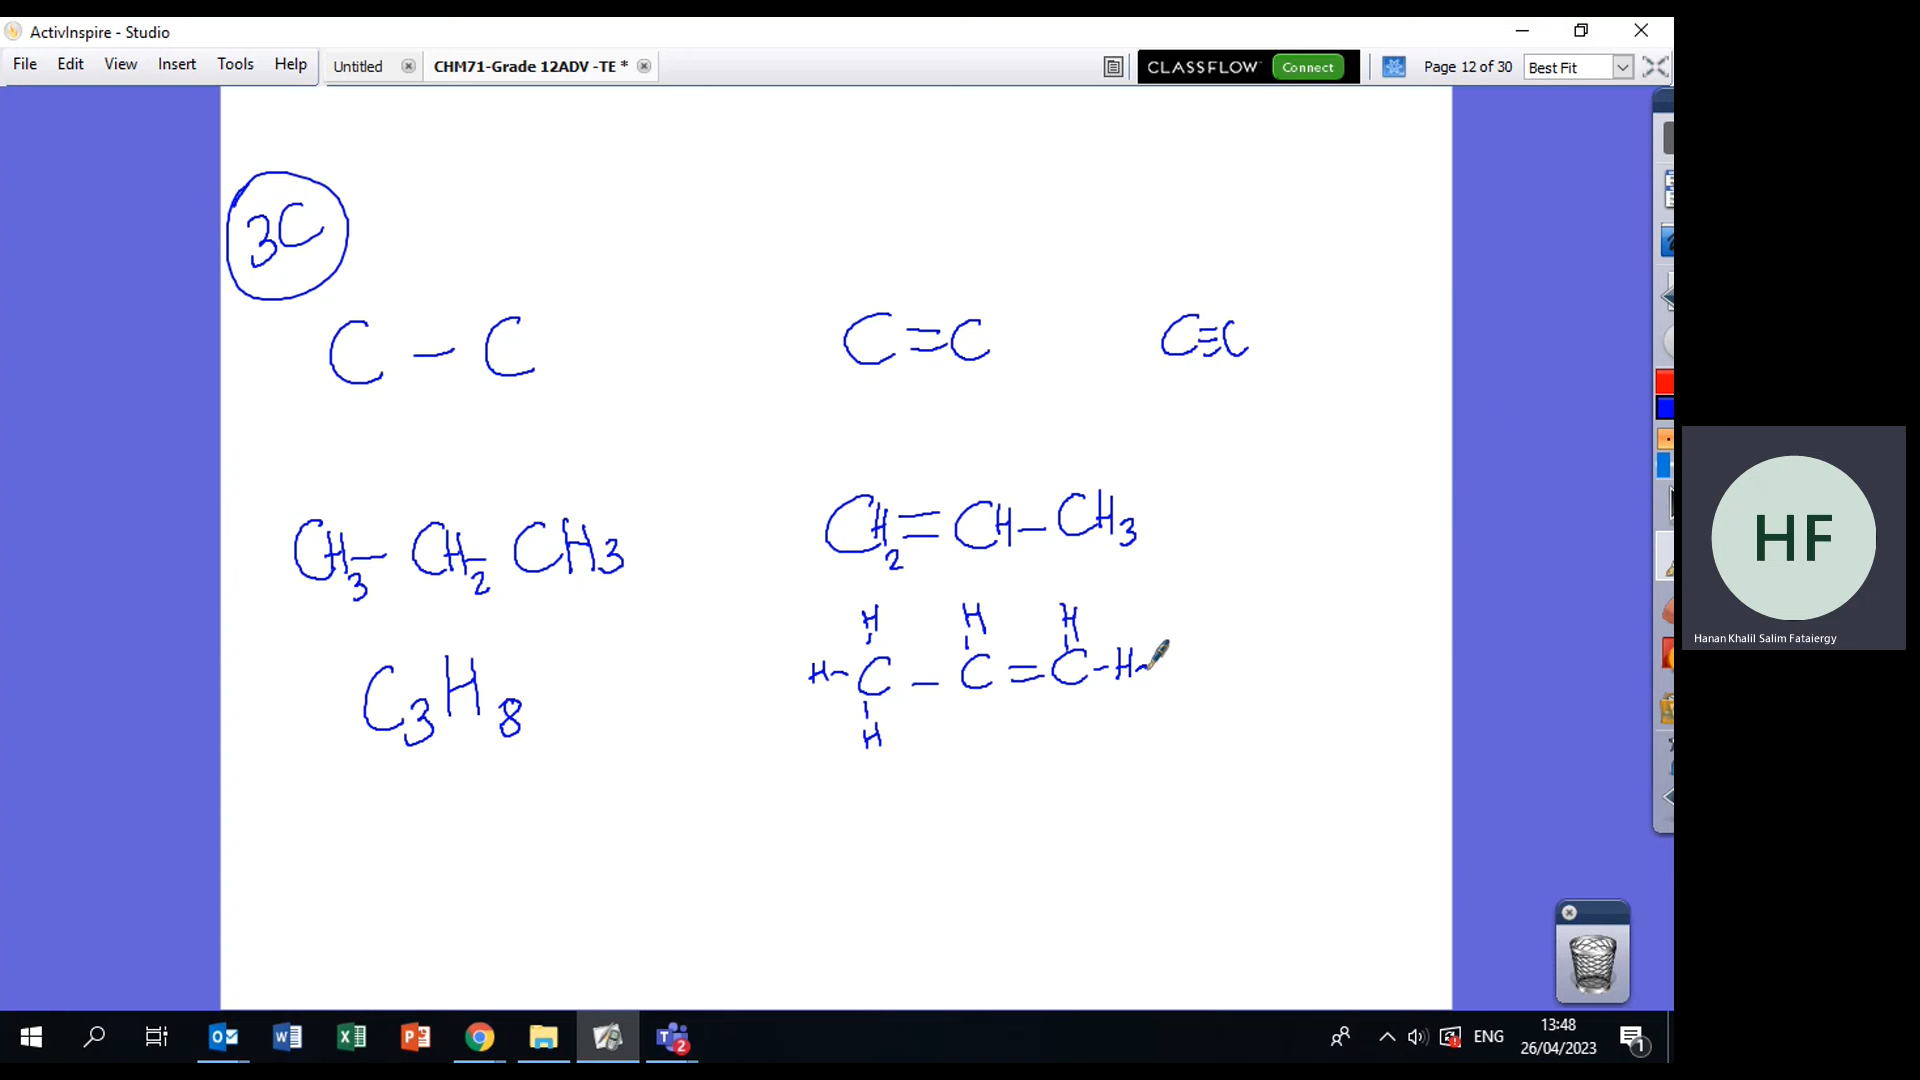 ActivInspire - Studio
File Edit View Insert Tools Help
Untitled
CHM71-Grade 12ADV -TE *
CLASSFLOW Connect
Page 12 of 30
Best Fit
3C
C - C
C = C
C ≡ C
CH₃- CH₂- CH3
CH₂ = CH - CH₃
H H H
H - C - C = C - H -
H
C₃H₈
HF
Hanan Khalil Salim Fataiergy
2
ENG
13:48
26/04/2023
1